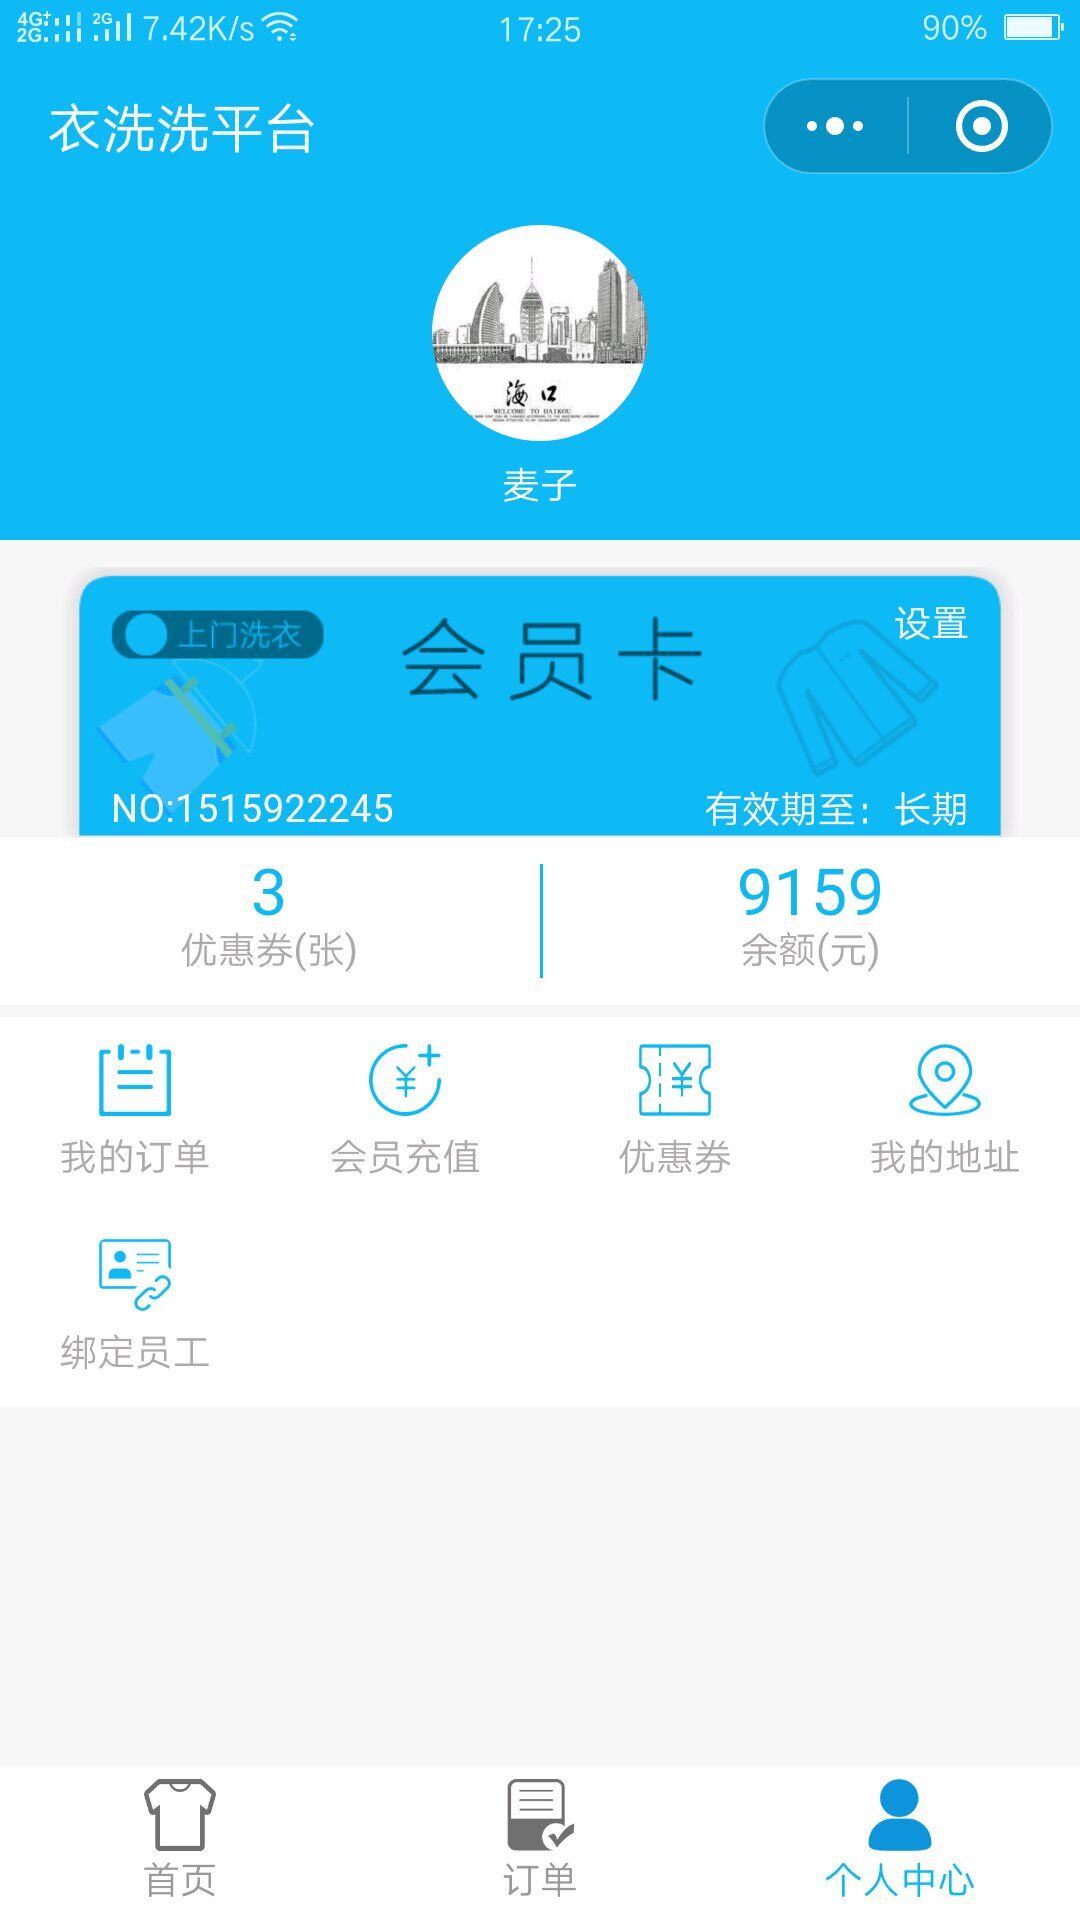 4G+ 2G 2G 7.42K/s 17:25 90%
衣洗洗平台
海口
WELCOME TO HAIKOU
麦子
上门洗衣
会员卡
设置
NO:1515922245
有效期至：长期
3
优惠券(张)
9159
余额(元)
我的订单
会员充值
优惠券
我的地址
绑定员工
首页
订单
个人中心